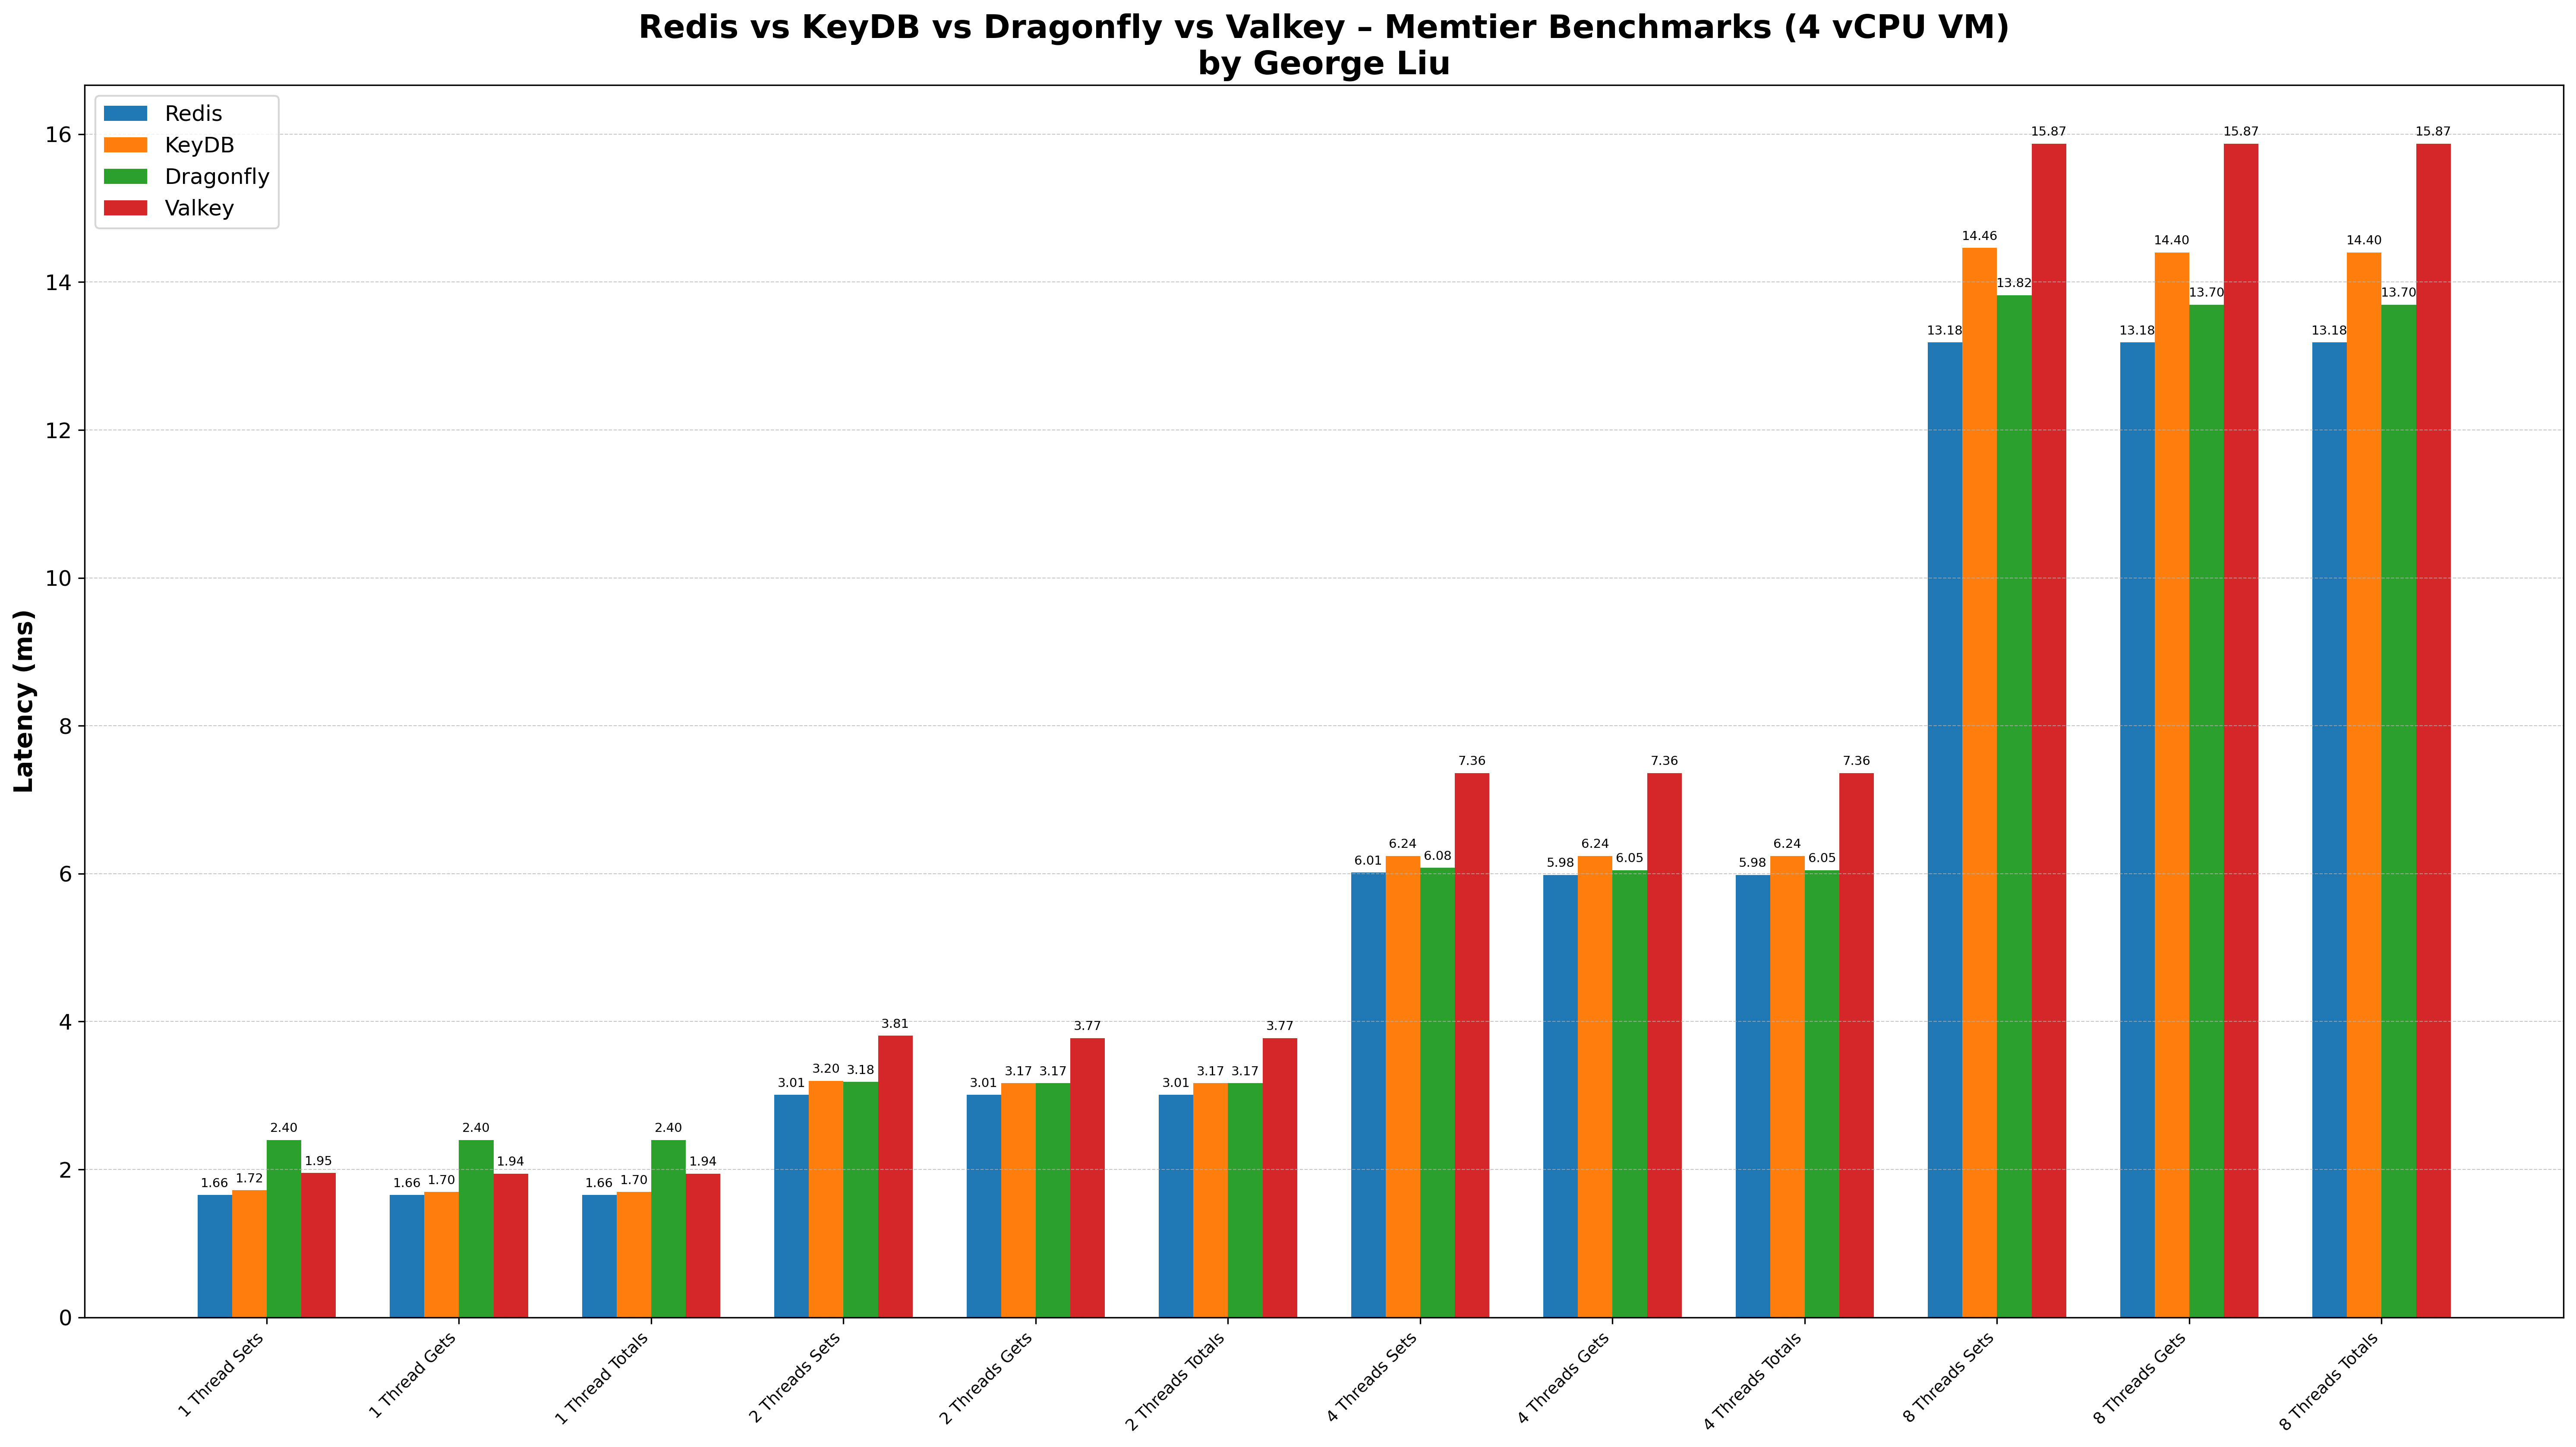 Redis vs KeyDB vs Dragonfly vs Valkey – Memtier Benchmarks (4 vCPU VM)
by George Liu
Redis
KeyDB
Dragonfly
Valkey
Latency (ms)
16
14
12
10
8
6
4
2
0
1.66 1.72 2.40 1.95
1.66 1.70 2.40 1.94
1.66 1.70 2.40 1.94
3.01 3.20 3.18 3.81
3.01 3.17 3.17 3.77
3.01 3.17 3.17 3.77
6.01 6.24 6.08 7.36
5.98 6.24 6.05 7.36
5.98 6.24 6.05 7.36
13.18 14.46 13.82 15.87
13.18 14.40 13.70 15.87
13.18 14.40 13.70 15.87
1 Thread Sets
1 Thread Gets
1 Thread Totals
2 Threads Sets
2 Threads Gets
2 Threads Totals
4 Threads Sets
4 Threads Gets
4 Threads Totals
8 Threads Sets
8 Threads Gets
8 Threads Totals